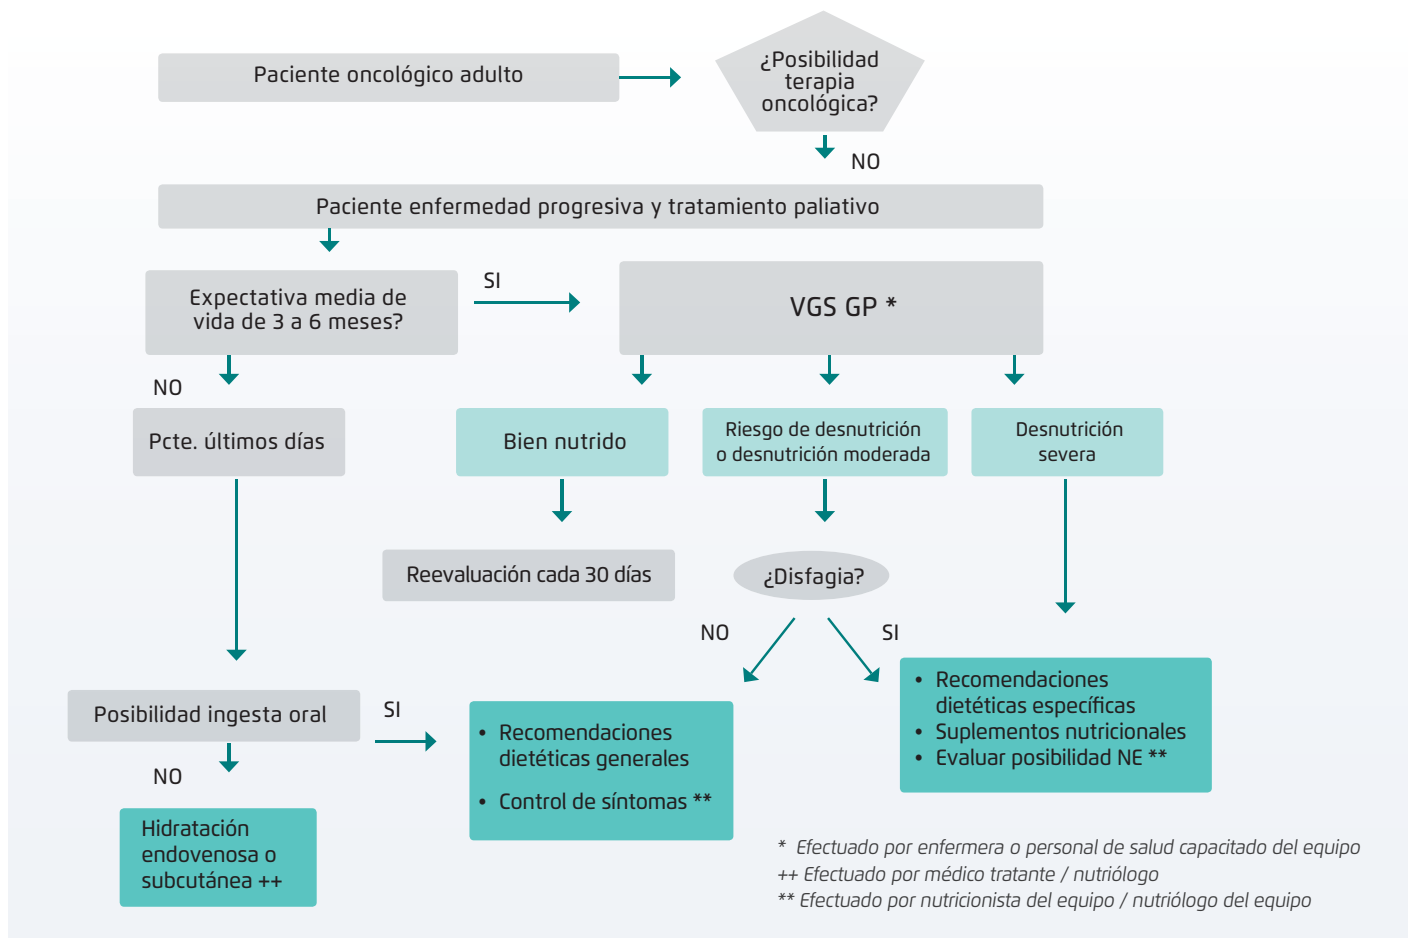 Paciente oncológico adulto
¿Posibilidad
terapia
oncológica?
NO
Paciente enfermedad progresiva y tratamiento paliativo
Expectativa media de
vida de 3 a 6 meses?
SI
VGS GP *
NO
Pcte. últimos días
Bien nutrido
Riesgo de desnutrición
o desnutrición moderada
Desnutrición
severa
Reevaluación cada 30 días
¿Disfagia?
NO
SI
Posibilidad ingesta oral
SI
NO
• Recomendaciones
dietéticas generales
• Control de síntomas **
• Recomendaciones
dietéticas específicas
• Suplementos nutricionales
• Evaluar posibilidad NE **
Hidratación
endovenosa o
subcutánea ++
* Efectuado por enfermera o personal de salud capacitado del equipo
++ Efectuado por médico tratante / nutriólogo
** Efectuado por nutricionista del equipo / nutriólogo del equipo